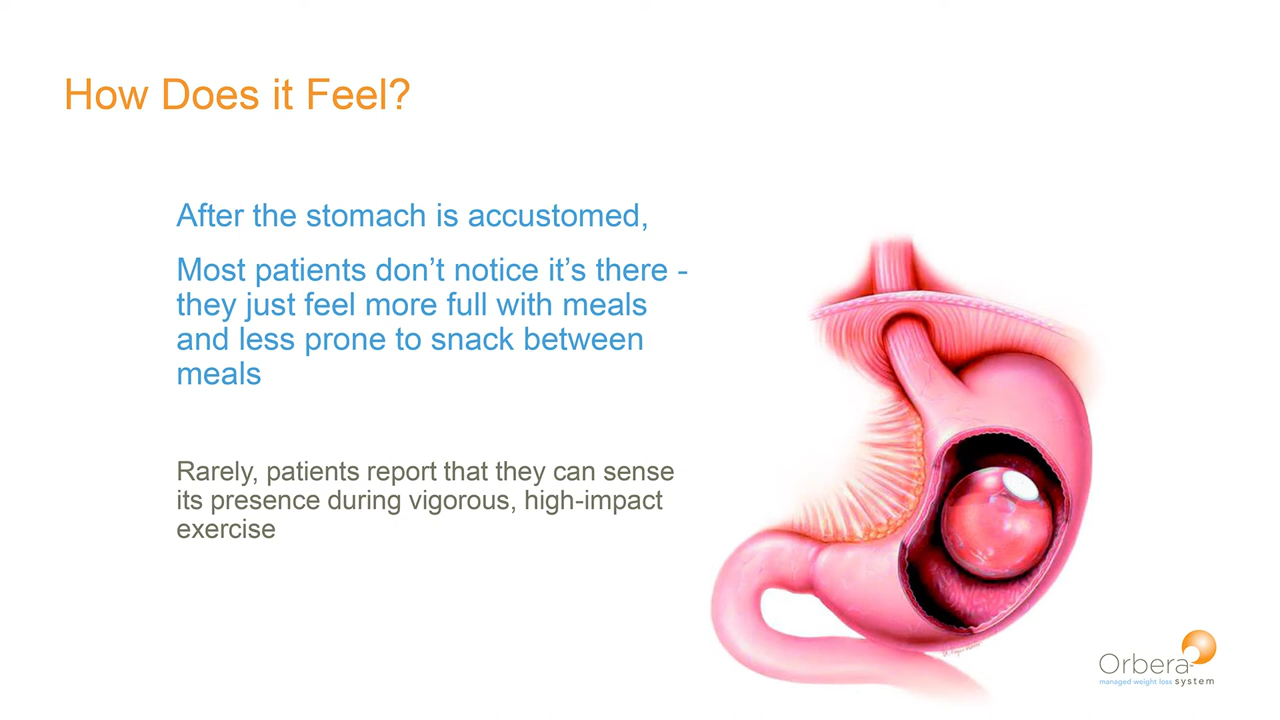 How Does it Feel?
After the stomach is accustomed,
Most patients don’t notice it’s there -
they just feel more full with meals
and less prone to snack between
meals
Rarely, patients report that they can sense
its presence during vigorous, high-impact
exercise
Orbera
managed weight loss system